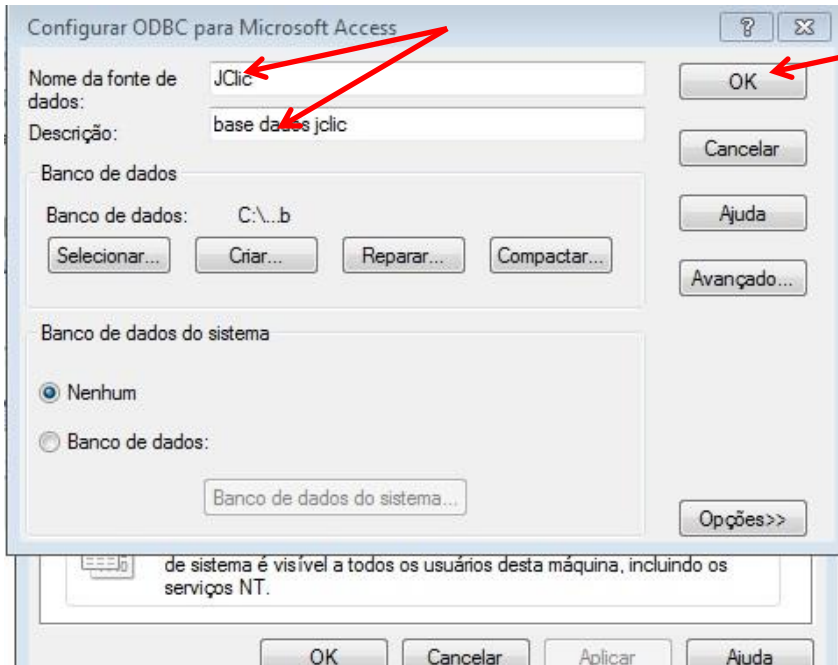 Configurar ODBC para Microsoft Access
Nome da fonte de dados:
JClic
OK
Descrição:
base dados jclic
Cancelar
Banco de dados
Banco de dados:
C:\...b
Ajuda
Selecionar...
Criar...
Reparar...
Compactar...
Avançado...
Banco de dados do sistema
Nenhum
Banco de dados:
Banco de dados do sistema...
Opções>>
de sistema é visível a todos os usuários desta máquina, incluindo os
serviços NT.
OK
Cancelar
Aplicar
Ajuda